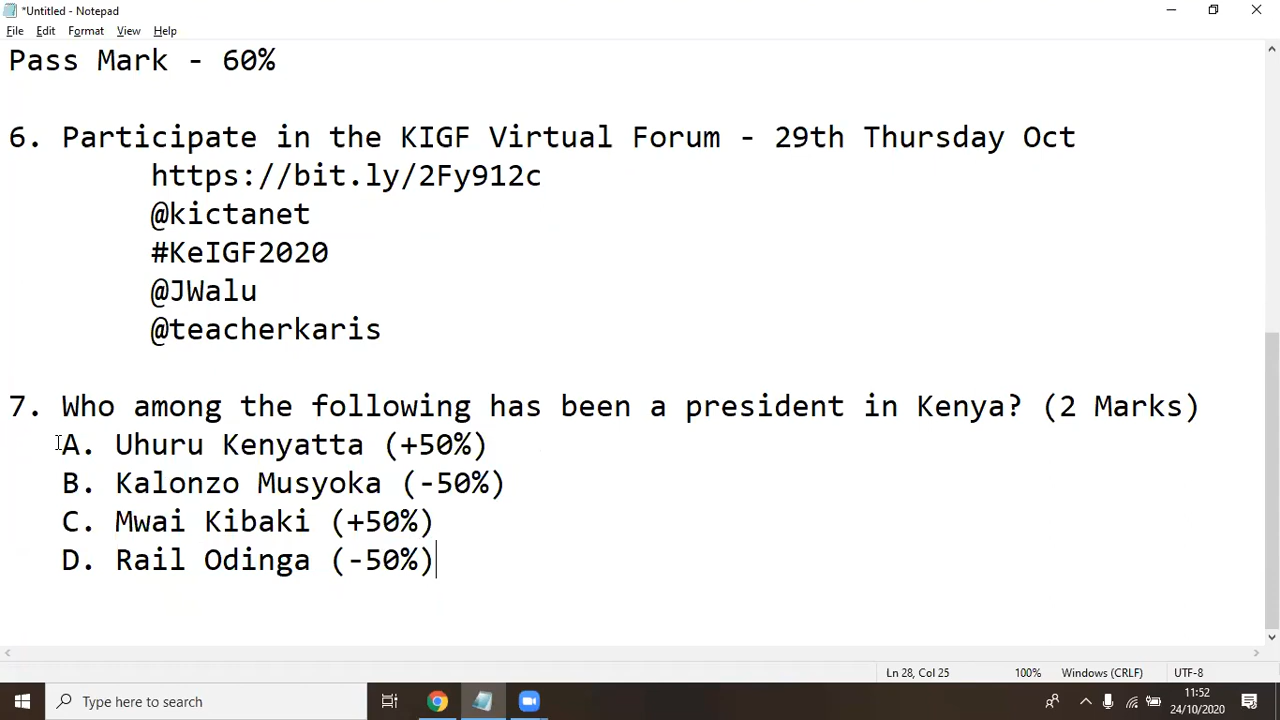 *Untitled - Notepad
File Edit Format View Help
Pass Mark - 60%
6. Participate in the KIGF Virtual Forum - 29th Thursday Oct
https://bit.ly/2Fy912c
@kictanet
#KeIGF2020
@JWalu
@teacherkaris
7. Who among the following has been a president in Kenya? (2 Marks)
A. Uhuru Kenyatta (+50%)
B. Kalonzo Musyoka (-50%)
C. Mwai Kibaki (+50%)
D. Rail Odinga (-50%)
Ln 28, Col 25 100% Windows (CRLF) UTF-8
Type here to search
11:52
24/10/2020